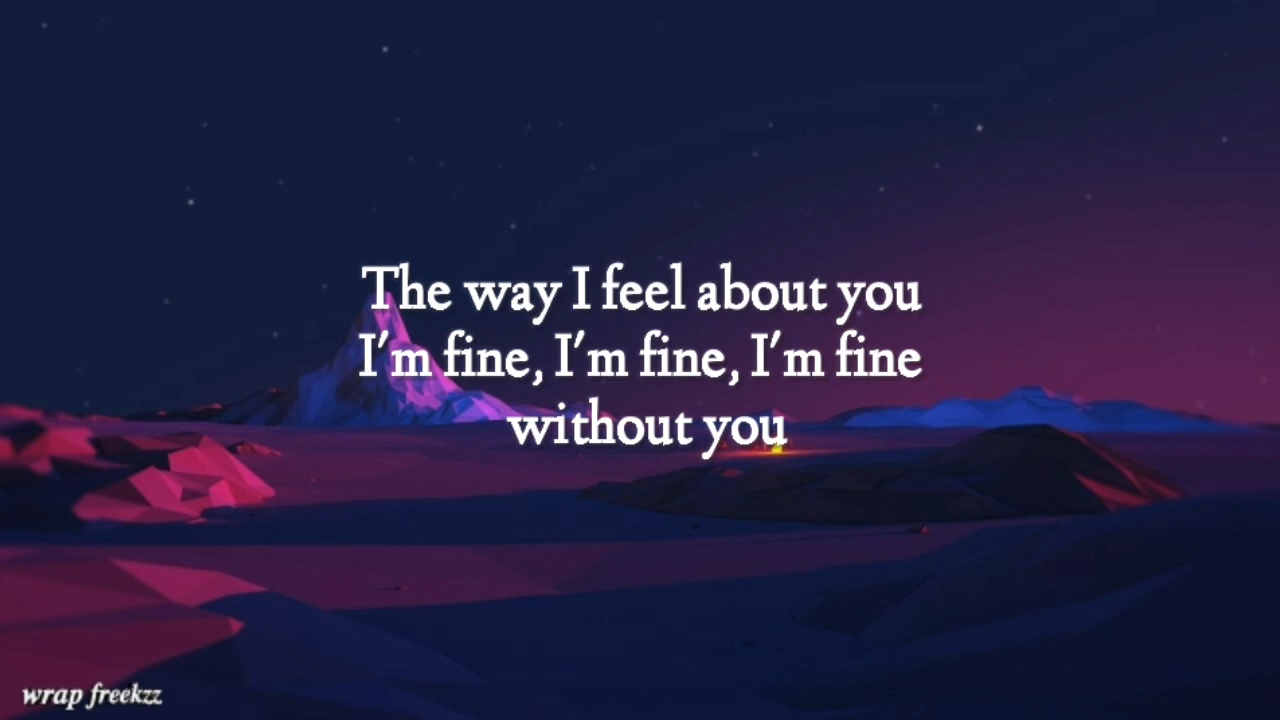 The way I feel about you
I'm fine, I'm fine, I'm fine
without you
wrap freekzz